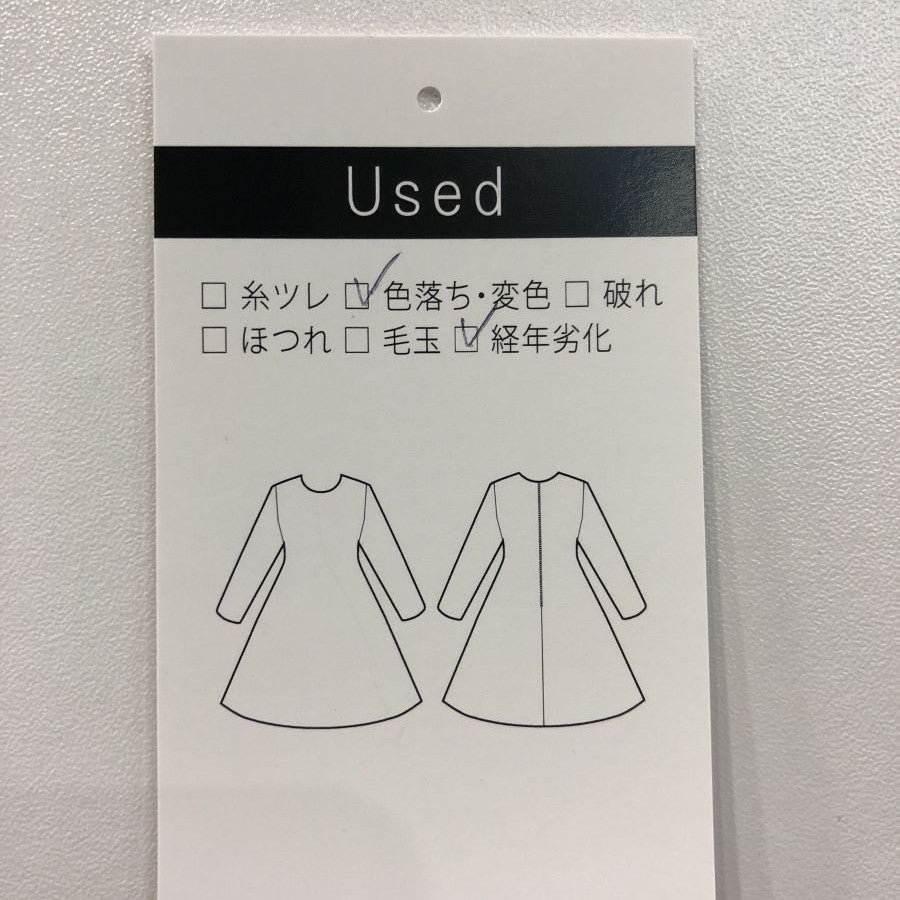 Used
□ 糸ツレ ☑ 色落ち・変色 □ 破れ
□ ほつれ □ 毛玉 ☑ 経年劣化